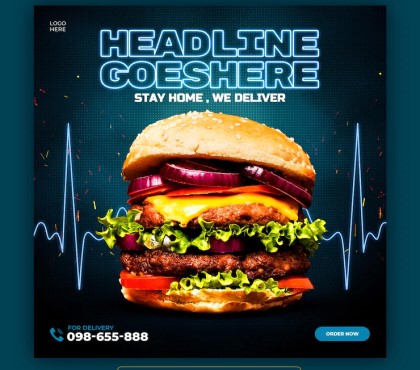 LOGO
HERE
HEADLINE
GOESHERE
STAY HOME , WE DELIVER
FOR DELIVERY
098-655-888
ORDER NOW